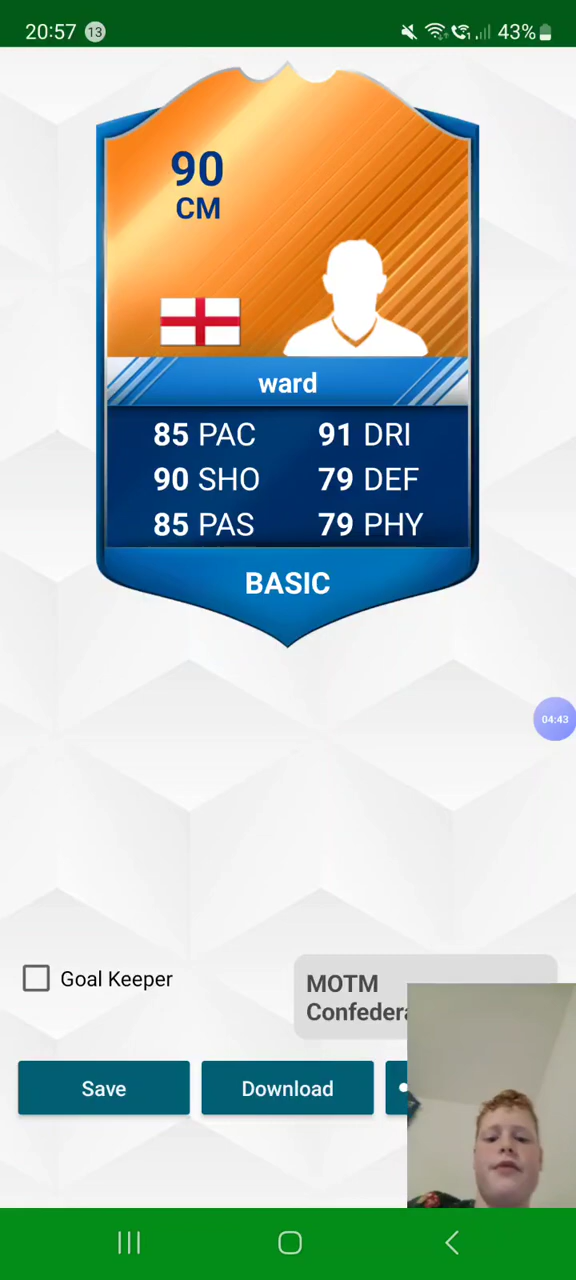 20:57 13 43%
90
CM
ward
85 PAC 91 DRI
90 SHO 79 DEF
85 PAS 79 PHY
BASIC
04:43
Goal Keeper
MOTM
Confedera
Save Download